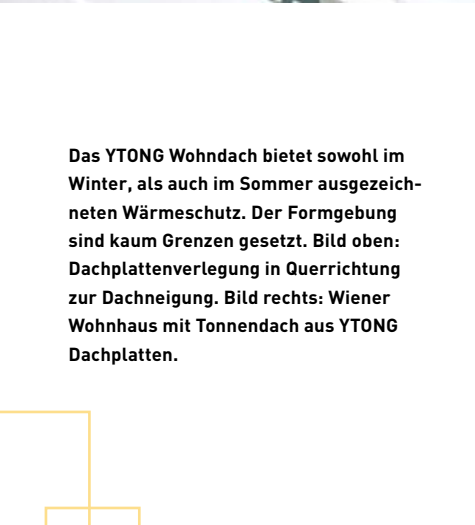 Das YTONG Wohndach bietet sowohl im
Winter, als auch im Sommer ausgezeich-
neten Wärmeschutz. Der Formgebung
sind kaum Grenzen gesetzt. Bild oben:
Dachplattenverlegung in Querrichtung
zur Dachneigung. Bild rechts: Wiener
Wohnhaus mit Tonnendach aus YTONG
Dachplatten.